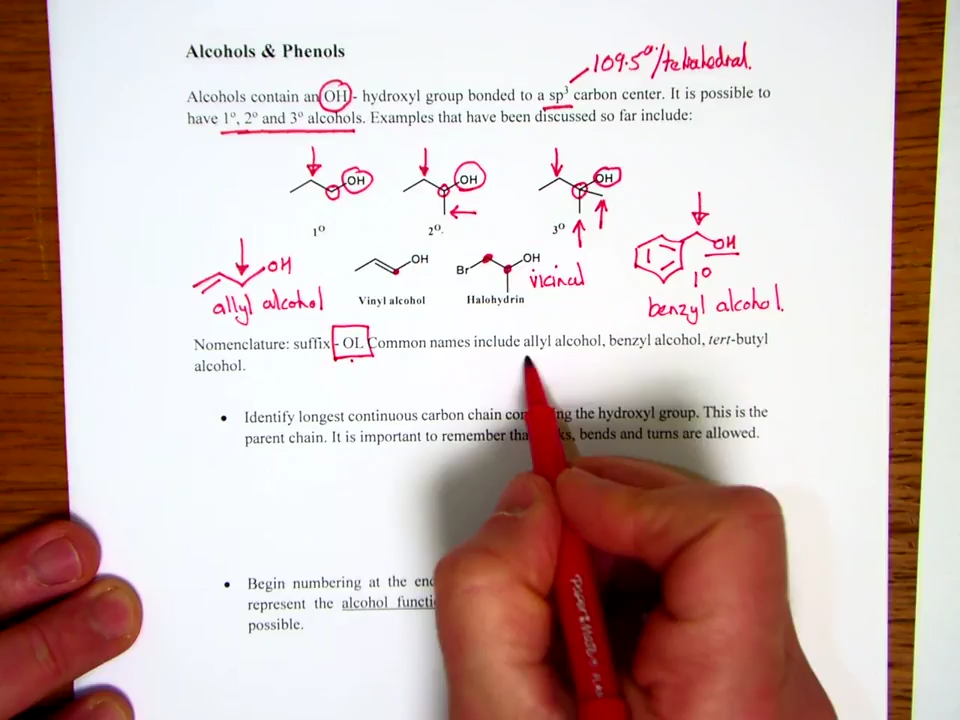 Alcohols & Phenols
109.5°/tetrahedral.
Alcohols contain an OH- hydroxyl group bonded to a sp³ carbon center. It is possible to
have 1°, 2° and 3° alcohols. Examples that have been discussed so far include:
OH OH OH
1° 2°. 3°
OH OH Br OH OH
vicinal 1°
allyl alcohol Vinyl alcohol Halohydrin benzyl alcohol.
Nomenclature: suffix - OL Common names include allyl alcohol, benzyl alcohol, tert-butyl
alcohol.
• Identify longest continuous carbon chain the hydroxyl group. This is the
parent chain. It is important to remember bends and turns are allowed.
• Begin numbering at the
represent the alcohol
possible.